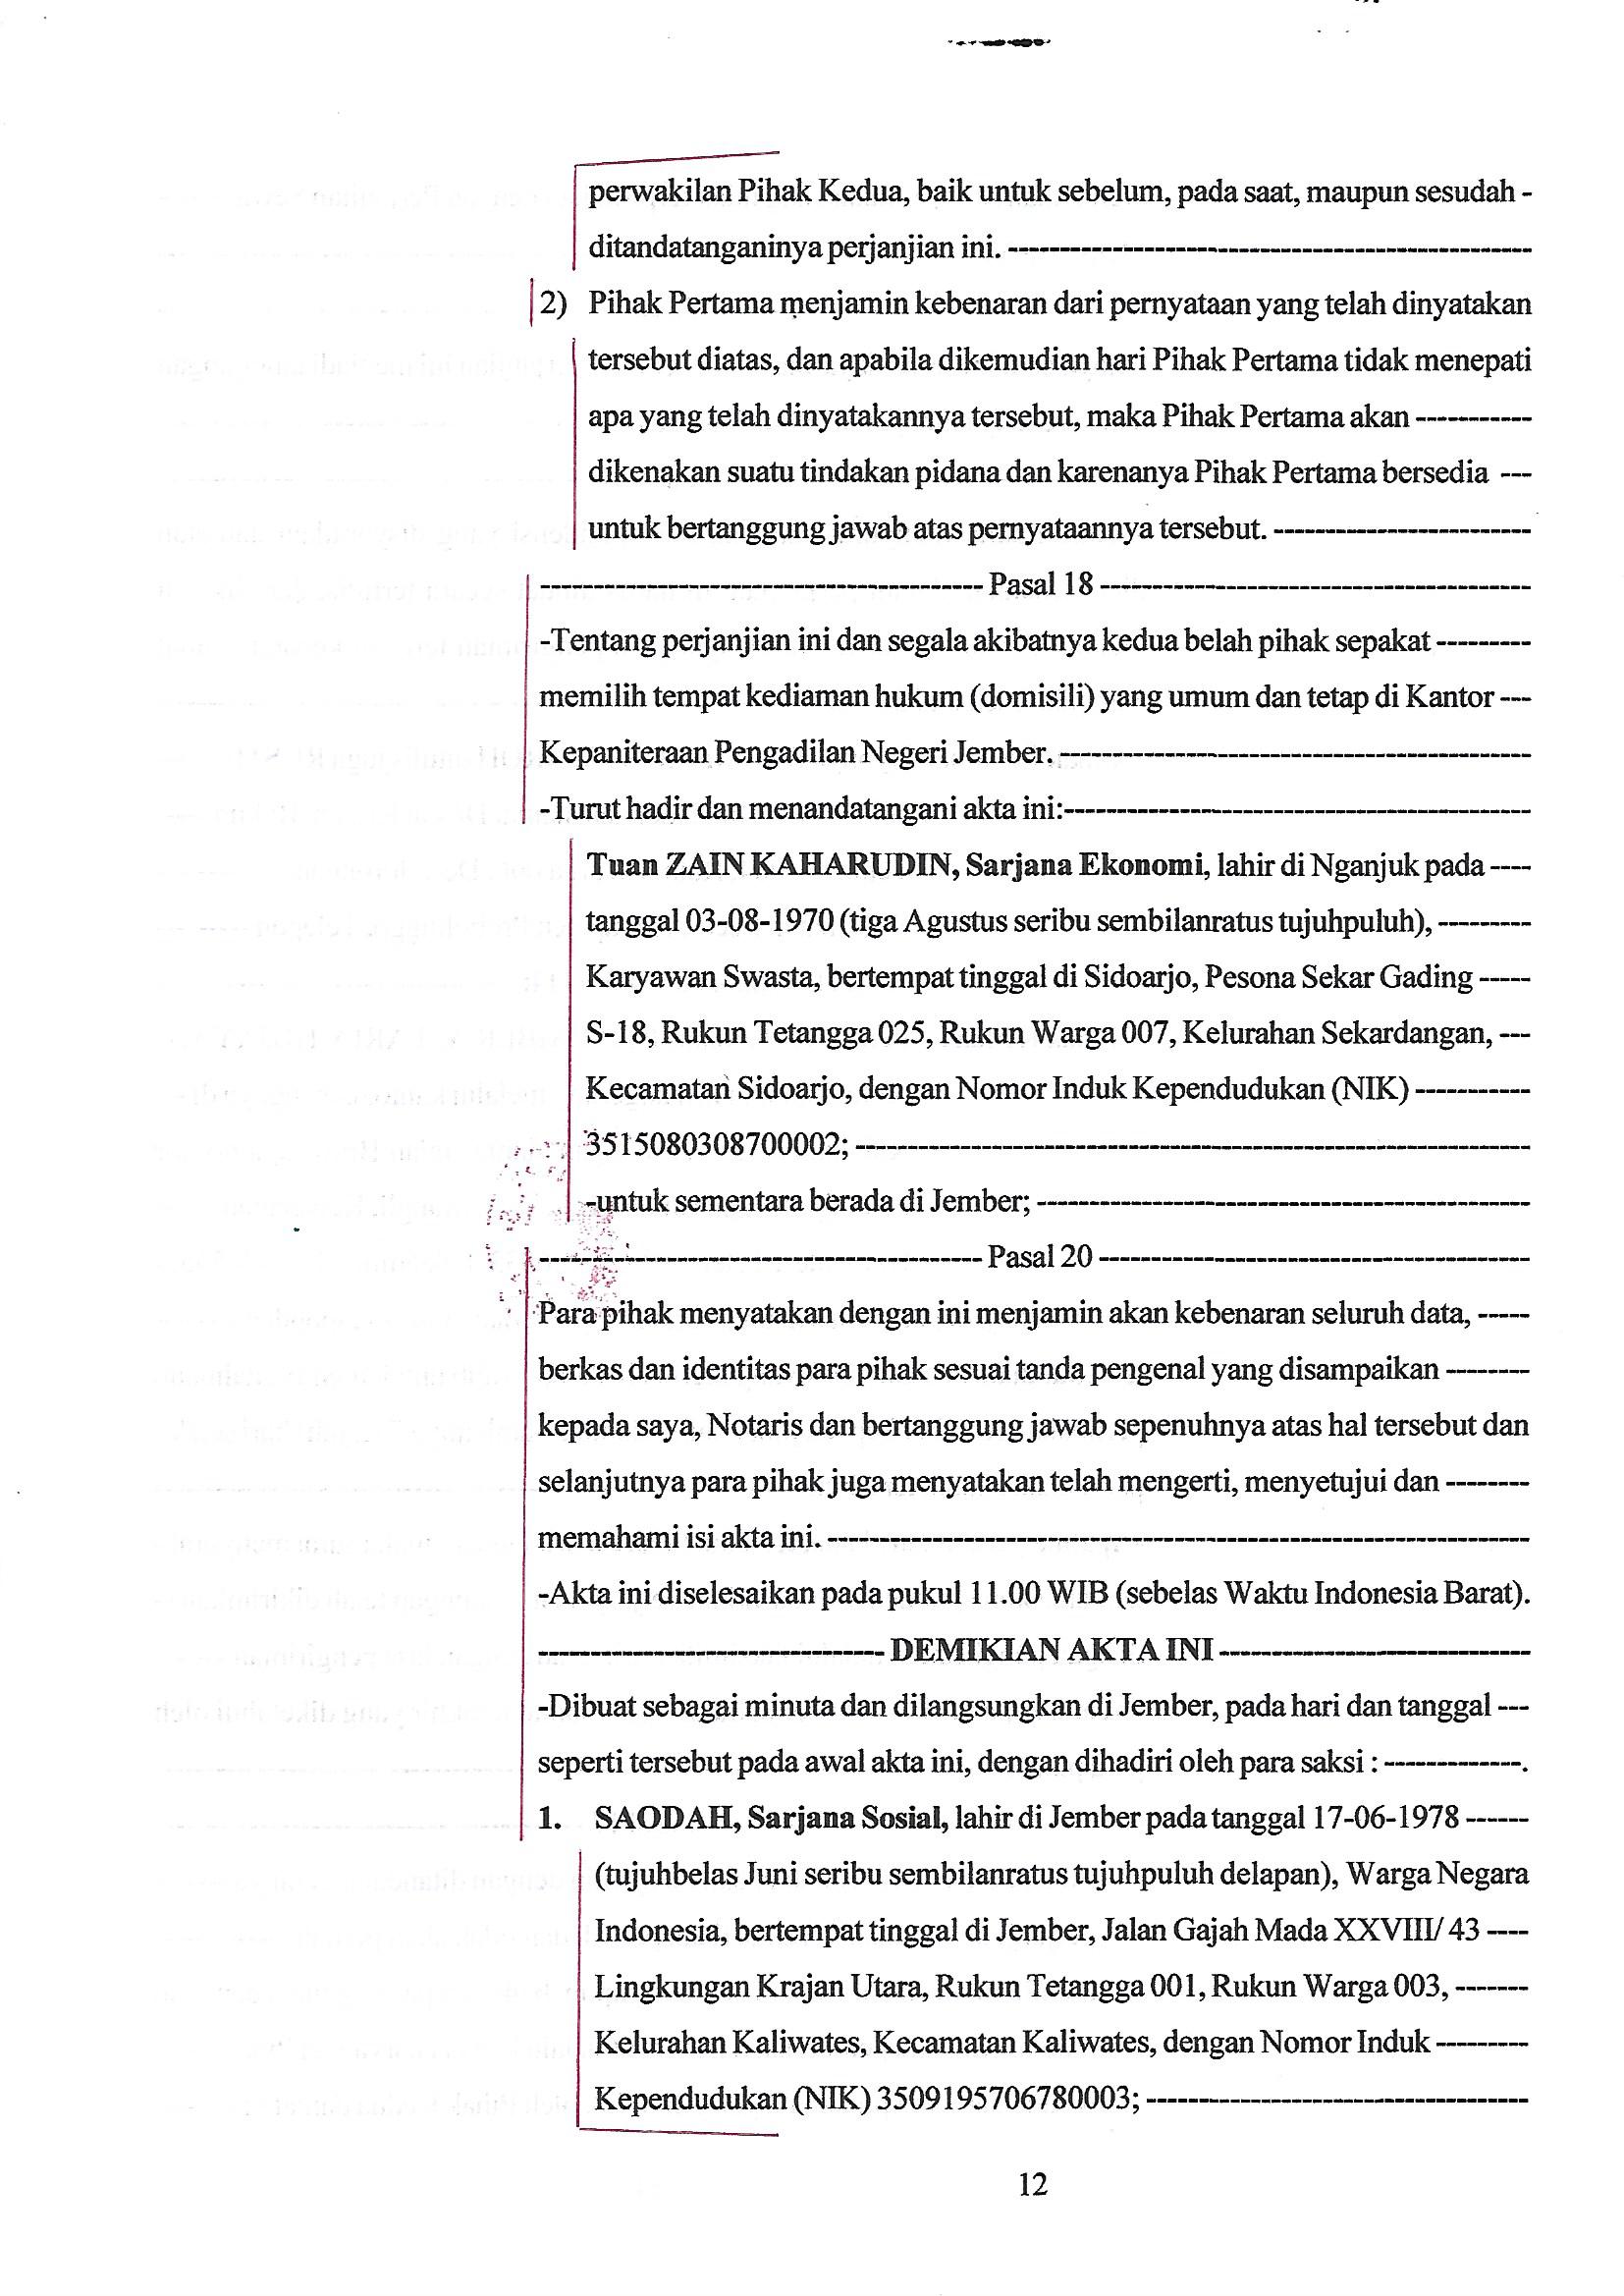 perwakilan Pihak Kedua, baik untuk sebelum, pada saat, maupun sesudah -
ditandatanganinya perjanjian ini. ----------------------------------------
2) Pihak Pertama menjamin kebenaran dari pernyataan yang telah dinyatakan
tersebut diatas, dan apabila dikemudian hari Pihak Pertama tidak menepati
apa yang telah dinyatakannya tersebut, maka Pihak Pertama akan ---------
dikenakan suatu tindakan pidana dan karenanya Pihak Pertama bersedia ---
untuk bertanggung jawab atas pernyataannya tersebut. --------------------
---------------------------------- Pasal 18 ---------------------------------
-Tentang perjanjian ini dan segala akibatnya kedua belah pihak sepakat -------
memilih tempat kediaman hukum (domisili) yang umum dan tetap di Kantor ---
Kepaniteraan Pengadilan Negeri Jember. ------------------------------------
-Turut hadir dan menandatangani akta ini:------------------------------------
Tuan ZAIN KAHARUDIN, Sarjana Ekonomi, lahir di Nganjuk pada ----
tanggal 03-08-1970 (tiga Agustus seribu sembilanratus tujuhpuluh), -------
Karyawan Swasta, bertempat tinggal di Sidoarjo, Pesona Sekar Gading -----
S-18, Rukun Tetangga 025, Rukun Warga 007, Kelurahan Sekardangan, ---
Kecamatan Sidoarjo, dengan Nomor Induk Kependudukan (NIK) ---------
3515080308700002; ----------------------------------------------------
-untuk sementara berada di Jember; --------------------------------------
---------------------------------- Pasal 20 ---------------------------------
Para pihak menyatakan dengan ini menjamin akan kebenaran seluruh data, -----
berkas dan identitas para pihak sesuai tanda pengenal yang disampaikan -------
kepada saya, Notaris dan bertanggung jawab sepenuhnya atas hal tersebut dan
selanjutnya para pihak juga menyatakan telah mengerti, menyetujui dan -------
memahami isi akta ini. ------------------------------------------------------
-Akta ini diselesaikan pada pukul 11.00 WIB (sebelas Waktu Indonesia Barat).
--------------------------- DEMIKIAN AKTA INI ------------------------
-Dibuat sebagai minuta dan dilangsungkan di Jember, pada hari dan tanggal ---
seperti tersebut pada awal akta ini, dengan dihadiri oleh para saksi : -----------.
1. SAODAH, Sarjana Sosial, lahir di Jember pada tanggal 17-06-1978 -----
(tujuhbelas Juni seribu sembilanratus tujuhpuluh delapan), Warga Negara
Indonesia, bertempat tinggal di Jember, Jalan Gajah Mada XXVIII/ 43 ----
Lingkungan Krajan Utara, Rukun Tetangga 001, Rukun Warga 003, ------
Kelurahan Kaliwates, Kecamatan Kaliwates, dengan Nomor Induk -------
Kependudukan (NIK) 3509195706780003; ------------------------------
12